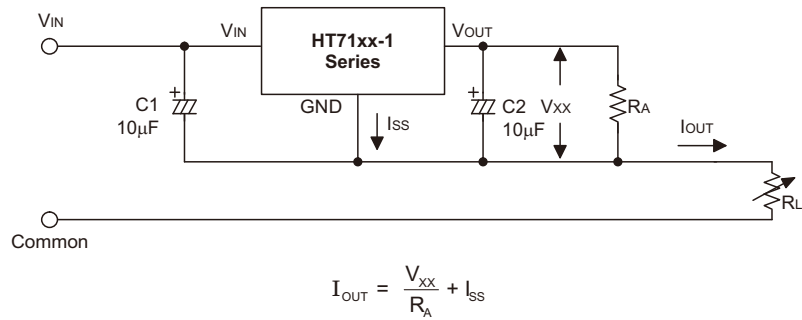 VIN
VIN
HT71xx-1
Series
VOUT
C1
10µF
GND
ISS
C2
10µF
VXX
RA
IOUT
RL
Common
IOUT = VXX / RA + ISS